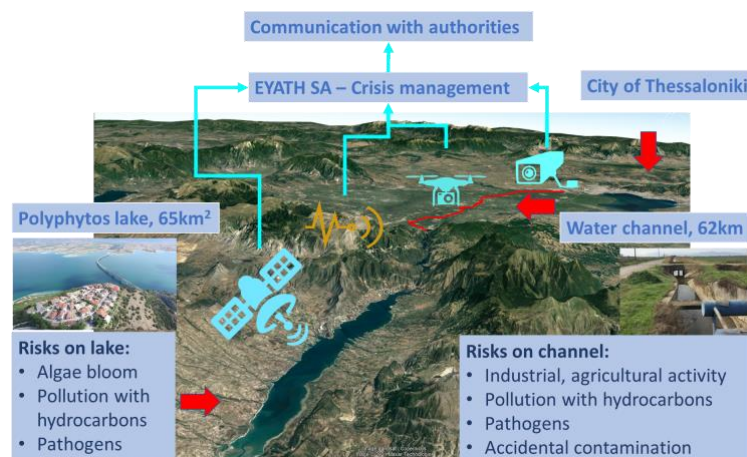 Communication with authorities
EYATH SA – Crisis management
City of Thessaloniki
Polyphytos lake, 65km²
Water channel, 62km
Risks on lake:
• Algae bloom
• Pollution with
hydrocarbons
• Pathogens
Risks on channel:
• Industrial, agricultural activity
• Pollution with hydrocarbons
• Pathogens
• Accidental contamination